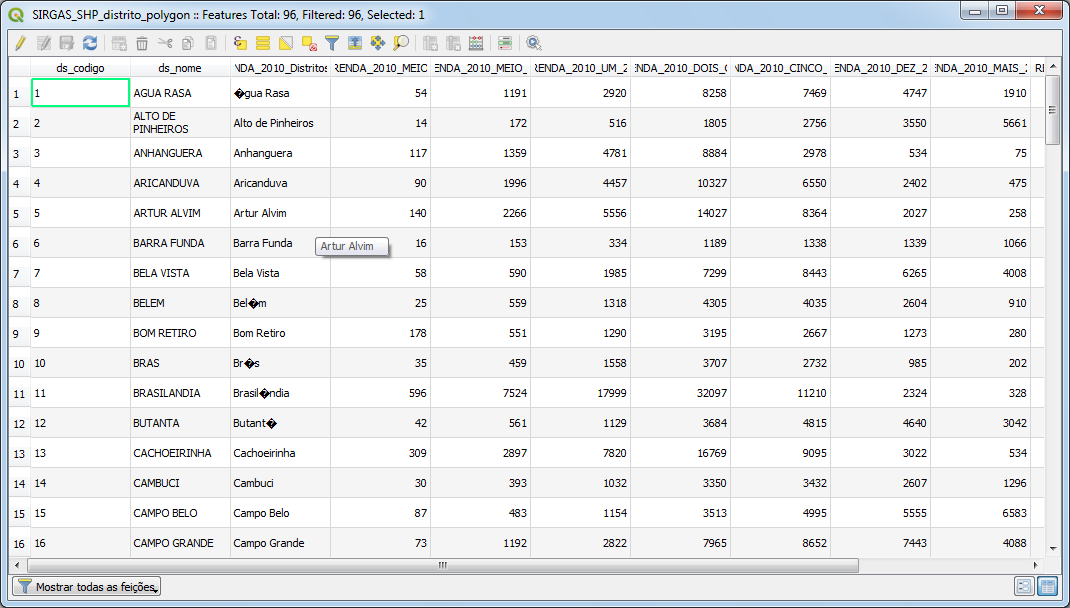 SIRGAS_SHP_distrito_polygon :: Features Total: 96, Filtered: 96, Selected: 1
ds_codigo ds_nome NDA_2010_Distritos RENDA_2010_MEIO ENDA_2010_MEIO_ RENDA_2010_UM_2 ENDA_2010_DOIS_C NDA_2010_CINCO_ ENDA_2010_DEZ_2 ENDA_2010_MAIS_2 RE
1 1 AGUA RASA �gua Rasa 54 1191 2920 8258 7469 4747 1910
2 2 ALTO DE PINHEIROS Alto de Pinheiros 14 172 516 1805 2756 3550 5661
3 3 ANHANGUERA Anhanguera 117 1359 4781 8884 2978 534 75
4 4 ARICANDUVA Aricanduva 90 1996 4457 10327 6550 2402 475
5 5 ARTUR ALVIM Artur Alvim 140 2266 5556 14027 8364 2027 258
6 6 BARRA FUNDA Barra Funda Artur Alvim 16 153 334 1189 1338 1339 1066
7 7 BELA VISTA Bela Vista 58 590 1985 7299 8443 6265 4008
8 8 BELEM Bel�m 25 559 1318 4305 4035 2604 910
9 9 BOM RETIRO Bom Retiro 178 551 1290 3195 2667 1273 280
10 10 BRAS Br�s 35 459 1558 3707 2732 985 202
11 11 BRASILANDIA Brasil�ndia 596 7524 17999 32097 11210 2324 328
12 12 BUTANTA Butant� 42 561 1129 3684 4815 4640 3042
13 13 CACHOEIRINHA Cachoeirinha 309 2897 7820 16769 9095 3022 534
14 14 CAMBUCI Cambuci 30 393 1032 3350 3432 2607 1296
15 15 CAMPO BELO Campo Belo 87 483 1154 3513 4995 5555 6583
16 16 CAMPO GRANDE Campo Grande 73 1192 2822 7965 8652 7443 4088
Mostrar todas as feições